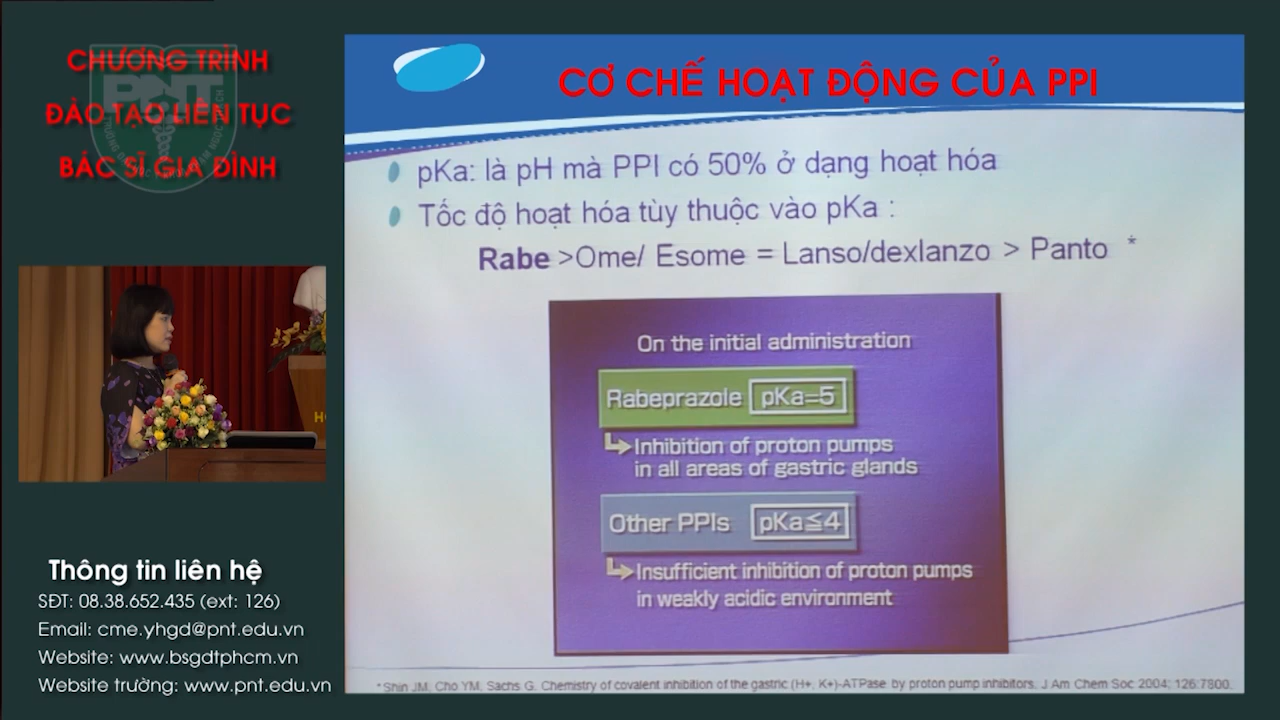 CHƯƠNG TRÌNH
ĐÀO TẠO LIÊN TỤC
BÁC SĨ GIA ĐÌNH
PNT
CƠ CHẾ HOẠT ĐỘNG CỦA PPI
pKa: là pH mà PPI có 50% ở dạng hoạt hóa
Tốc độ hoạt hóa tùy thuộc vào pKa :
Rabe >Ome/ Esome = Lanso/dexlanzo > Panto *
On the initial administration
Rabeprazole pKa=5
Inhibition of proton pumps
in all areas of gastric glands
Other PPIs pKa≦4
Insufficient inhibition of proton pumps
in weakly acidic environment
*Shin JM, Cho YM, Sachs G. Chemistry of covalent inhibition of the gastric (H+, K+)-ATPase by proton pump inhibitors. J Am Chem Soc 2004; 126:7800.
Thông tin liên hệ
SĐT: 08.38.652.435 (ext: 126)
Email: cme.yhgd@pnt.edu.vn
Website: www.bsgdtphcm.vn
Website trường: www.pnt.edu.vn